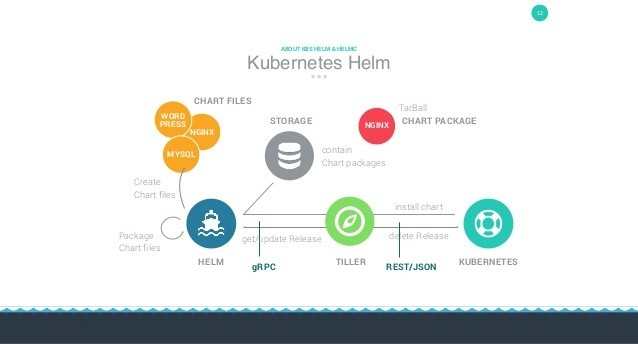 12
ABOUT K8S HELM & HELMC
Kubernetes Helm
CHART FILES
WORD
PRESS
NGINX
MYSQL
STORAGE
NGINX
TarBall
CHART PACKAGE
contain
Chart packages
Create
Chart files
install chart
Package
Chart files
get/update Release
delete Release
HELM
gRPC
TILLER
REST/JSON
KUBERNETES